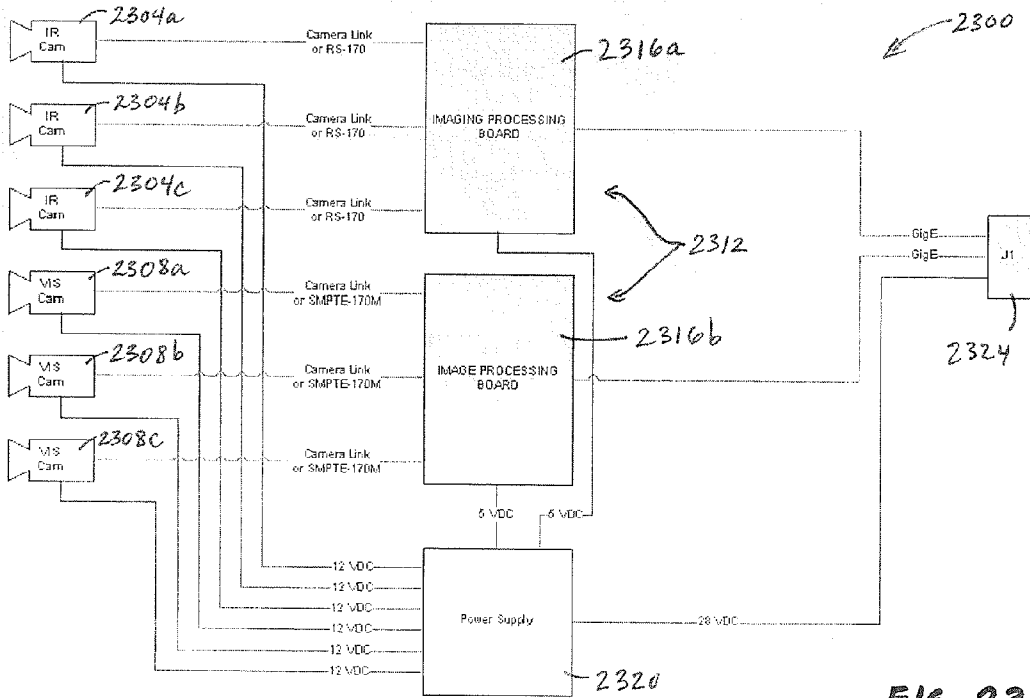 2304a
IR
Cam
Camera Link
or RS-170
2316a
2300
2304b
IR
Cam
Camera Link
or RS-170
IMAGING PROCESSING
BOARD
2304c
IR
Cam
Camera Link
or RS-170
2312
GigE
GigE
J1
2308a
VIS
Cam
Camera Link
or SMPTE-170M
2316b
2324
2308b
VIS
Cam
Camera Link
or SMPTE-170M
IMAGE PROCESSING
BOARD
2308c
VIS
Cam
Camera Link
or SMPTE-170M
5 VDC
5 VDC
12 VDC
12 VDC
12 VDC
12 VDC
12 VDC
12 VDC
Power Supply
28 VDC
2320
FIG. 23